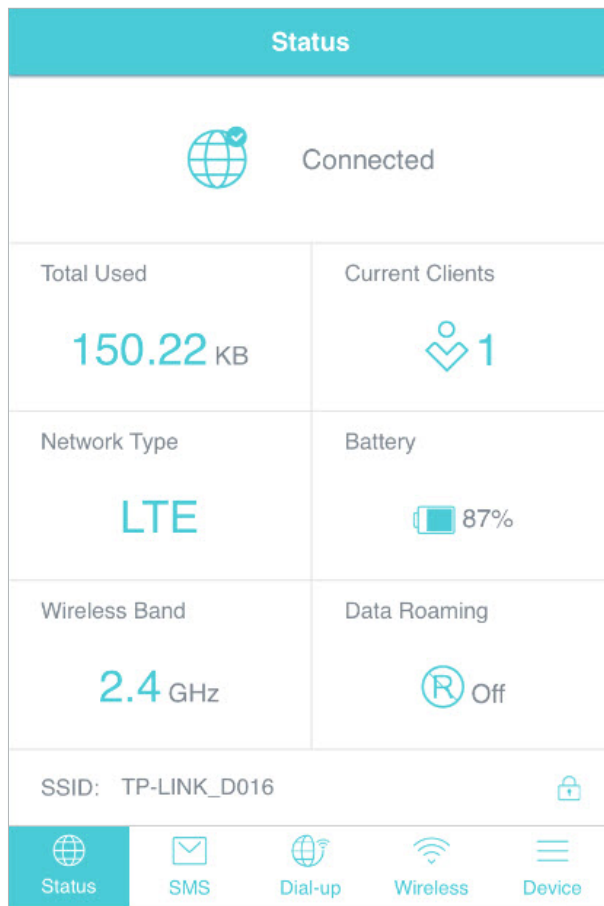 Status
Connected
Total Used
Current Clients
150.22 KB
1
Network Type
Battery
LTE
87%
Wireless Band
Data Roaming
2.4 GHz
R Off
SSID: TP-LINK_D016
Status
SMS
Dial-up
Wireless
Device